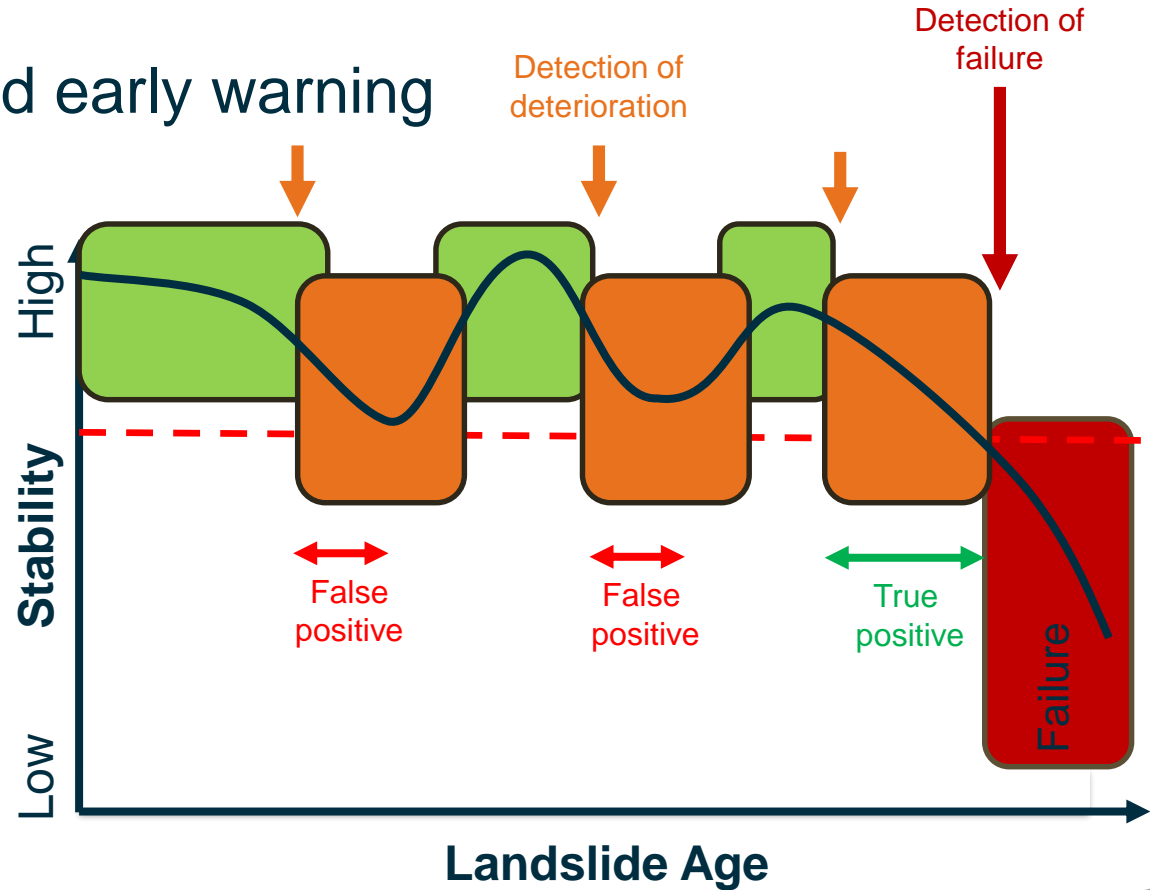 Detection of
failure
d early warning
Detection of
deterioration
High
Stability
Low
False
positive
False
positive
True
positive
Failure
Landslide Age